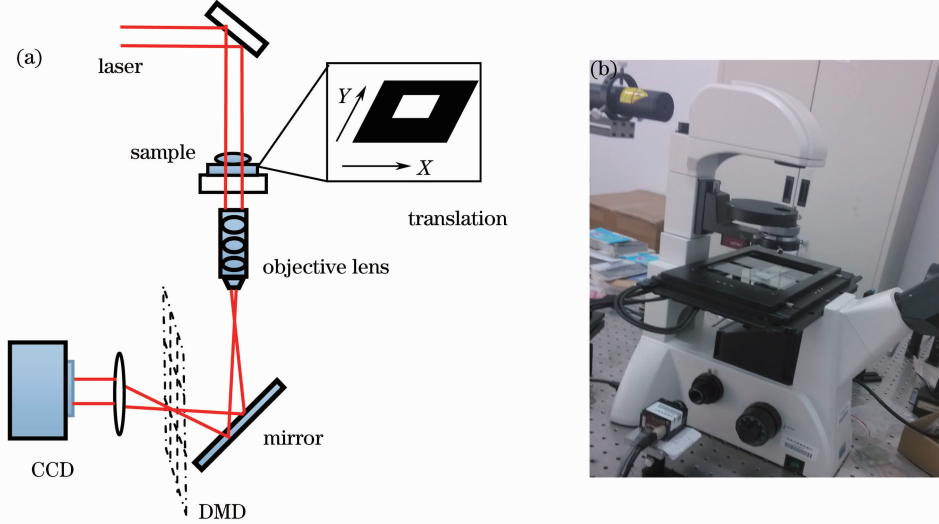 (a)
laser
Y
X
sample
translation
objective lens
mirror
CCD
DMD
(b)